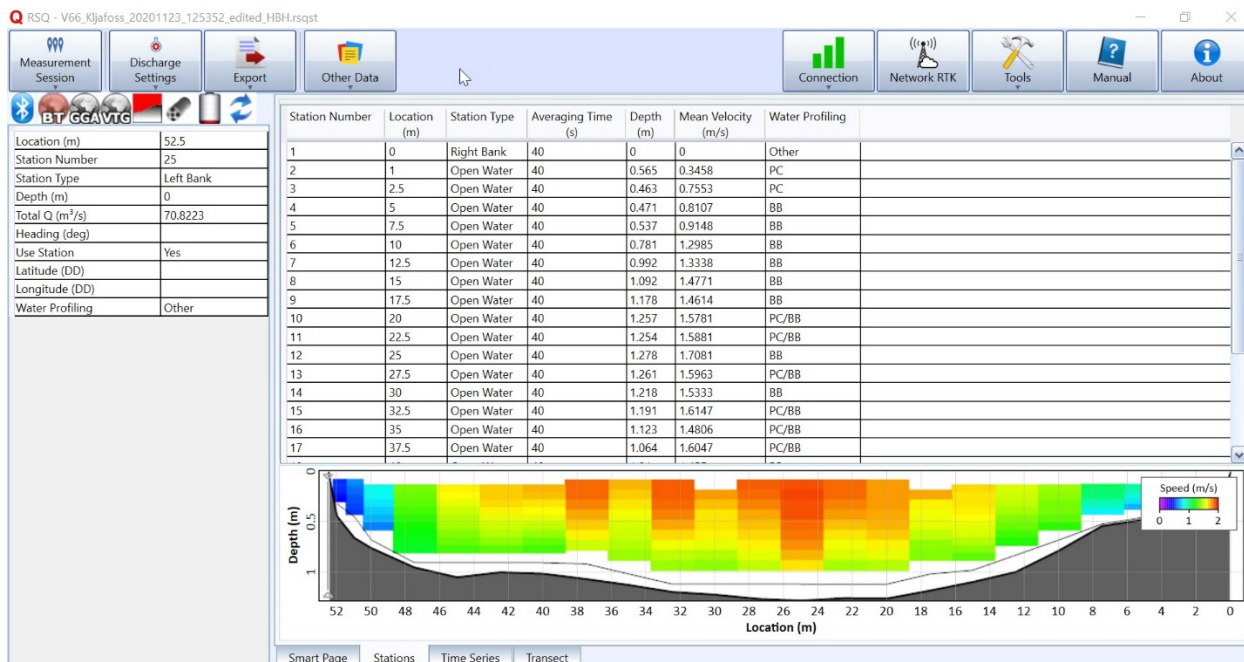 RSQ - V66_Kljafoss_20201123_125352_edited_HBH.rsqst
Measurement Session
Discharge Settings
Export
Other Data
Connection
Network RTK
Tools
Manual
About
BT GGA VTG
Location (m) 52.5
Station Number 25
Station Type Left Bank
Depth (m) 0
Total Q (m³/s) 70.8223
Heading (deg)
Use Station Yes
Latitude (DD)
Longitude (DD)
Water Profiling Other
Station Number Location (m) Station Type Averaging Time (s) Depth (m) Mean Velocity (m/s) Water Profiling
1 0 Right Bank 40 0 0 Other
2 1 Open Water 40 0.565 0.3458 PC
3 2.5 Open Water 40 0.463 0.7553 PC
4 5 Open Water 40 0.471 0.8107 BB
5 7.5 Open Water 40 0.537 0.9148 BB
6 10 Open Water 40 0.781 1.2985 BB
7 12.5 Open Water 40 0.992 1.3338 BB
8 15 Open Water 40 1.092 1.4771 BB
9 17.5 Open Water 40 1.178 1.4614 BB
10 20 Open Water 40 1.257 1.5781 PC/BB
11 22.5 Open Water 40 1.254 1.5881 PC/BB
12 25 Open Water 40 1.278 1.7081 BB
13 27.5 Open Water 40 1.261 1.5963 PC/BB
14 30 Open Water 40 1.218 1.5333 BB
15 32.5 Open Water 40 1.191 1.6147 PC/BB
16 35 Open Water 40 1.123 1.4806 PC/BB
17 37.5 Open Water 40 1.064 1.6047 PC/BB
Depth (m)
0
0.5
1
Speed (m/s)
0 1 2
52 50 48 46 44 42 40 38 36 34 32 30 28 26 24 22 20 18 16 14 12 10 8 6 4 2 0
Location (m)
Smart Page Stations Time Series Transect